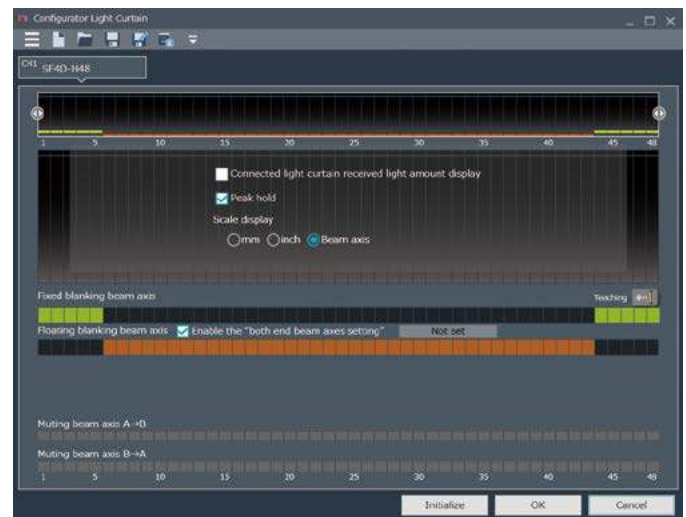 Configurator Light Curtain
CH1 SF4D-H48
1 5 10 15 20 25 30 35 40 45 48
Connected light curtain received light amount display
Peak hold
Scale display
mm inch Beam axis
Fixed blanking beam axis Teaching
Floating blanking beam axis Enable the "both end beam axes setting" Not set
Muting beam axis A→B
Muting beam axis B→A
1 5 10 15 20 25 30 35 40 45 48
Initialize OK Cancel